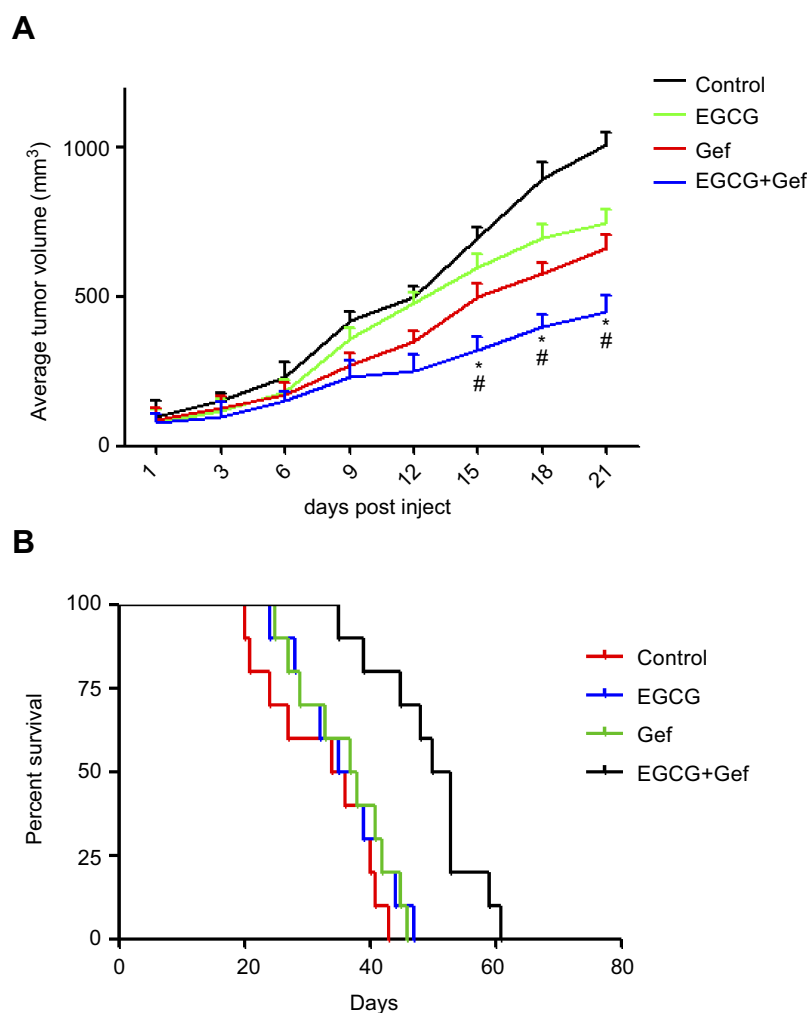 A
Average tumor volume (mm³)
1000
500
0
1 3 6 9 12 15 18 21
days post inject
Control
EGCG
Gef
EGCG+Gef
* * *
# # #
B
Percent survival
100
75
50
25
0
0 20 40 60 80
Days
Control
EGCG
Gef
EGCG+Gef